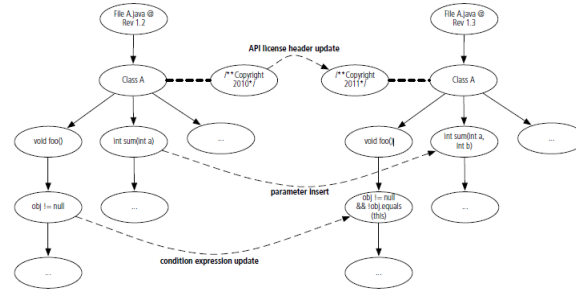 File A.java @
Rev 1.2
File A.java @
Rev 1.3
API license header update
Class A
/**Copyright
2010*/
/**Copyright
2011*/
Class A
void foo()
int sum(int a)
...
void foo()
int sum(int a,
int b)
...
parameter insert
obj != null
...
obj != null
&& !obj.equals
(this)
...
condition expression update
...
...